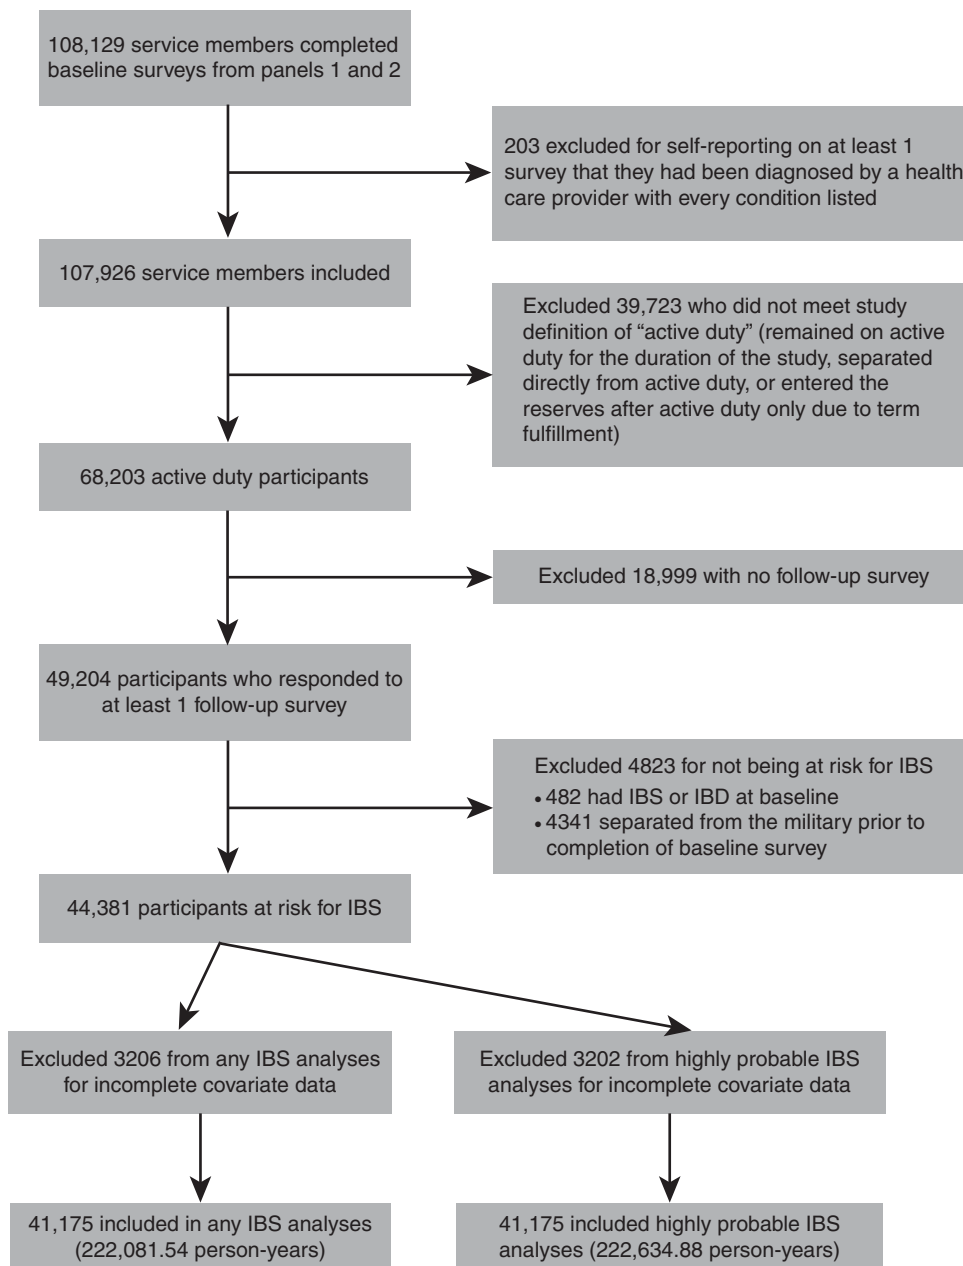 108,129 service members completed
baseline surveys from panels 1 and 2
203 excluded for self-reporting on at least 1
survey that they had been diagnosed by a health
care provider with every condition listed
107,926 service members included
Excluded 39,723 who did not meet study
definition of “active duty” (remained on active
duty for the duration of the study, separated
directly from active duty, or entered the
reserves after active duty only due to term
fulfillment)
68,203 active duty participants
Excluded 18,999 with no follow-up survey
49,204 participants who responded to
at least 1 follow-up survey
Excluded 4823 for not being at risk for IBS
• 482 had IBS or IBD at baseline
• 4341 separated from the military prior to
completion of baseline survey
44,381 participants at risk for IBS
Excluded 3206 from any IBS analyses
for incomplete covariate data
Excluded 3202 from highly probable IBS
analyses for incomplete covariate data
41,175 included in any IBS analyses
(222,081.54 person-years)
41,175 included highly probable IBS
analyses (222,634.88 person-years)